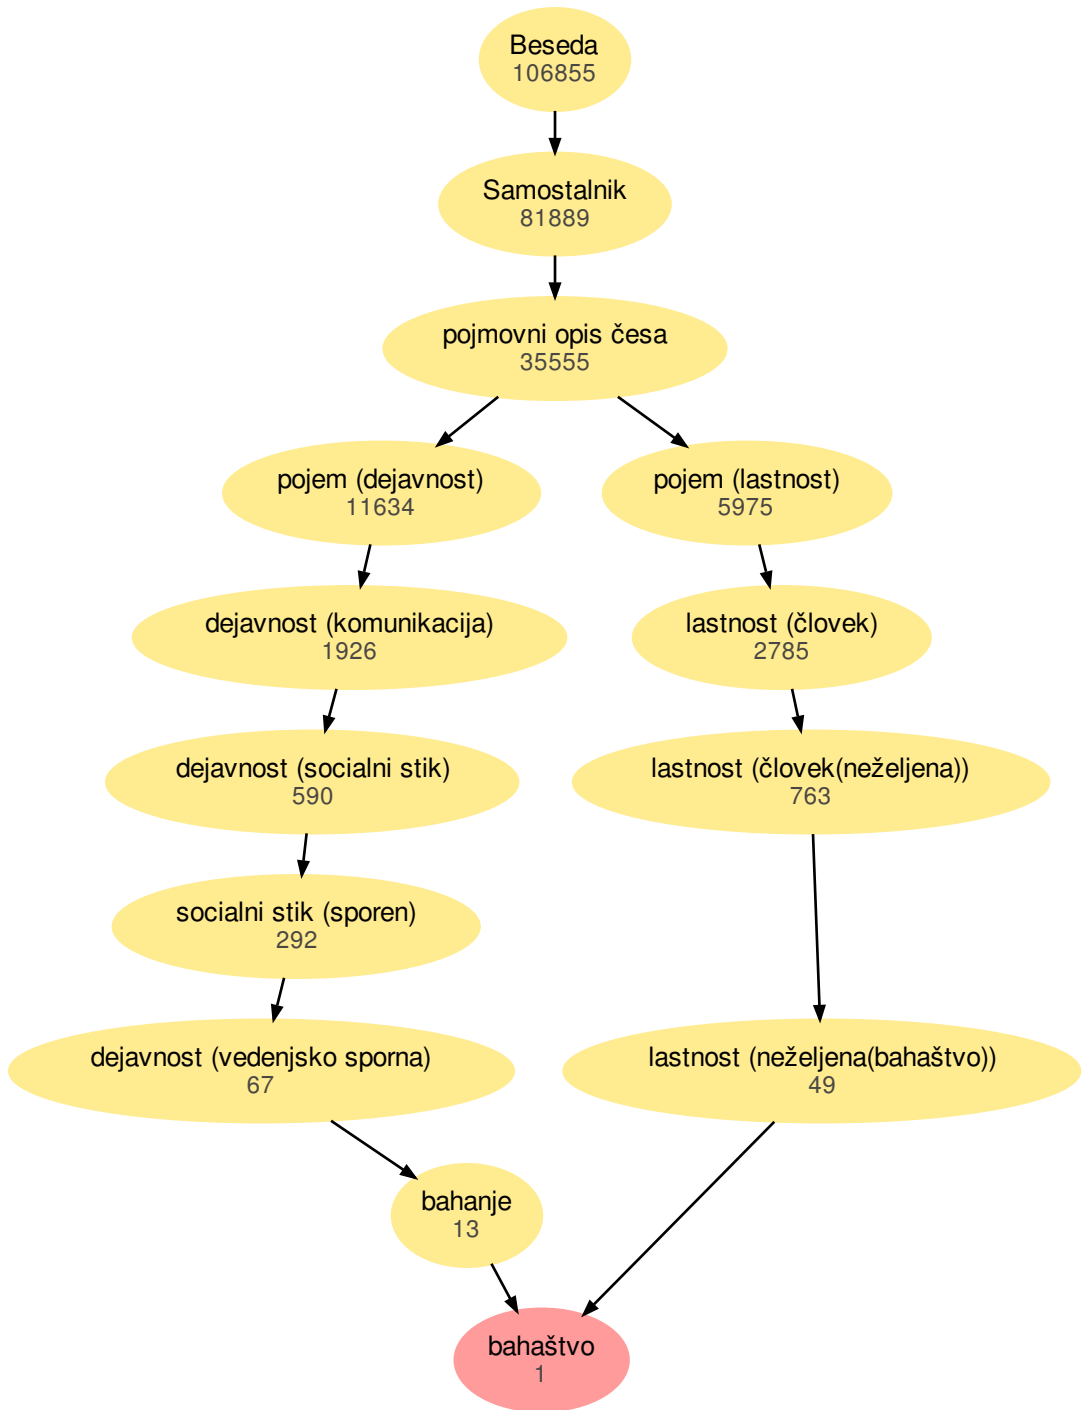 Beseda
106855
Samostalnik
81889
pojmovni opis česa
35555
pojem (dejavnost)
11634
pojem (lastnost)
5975
dejavnost (komunikacija)
1926
lastnost (človek)
2785
dejavnost (socialni stik)
590
lastnost (človek(neželjena))
763
socialni stik (sporen)
292
dejavnost (vedenjsko sporna)
67
lastnost (neželjena(bahaštvo))
49
bahanje
13
bahaštvo
1